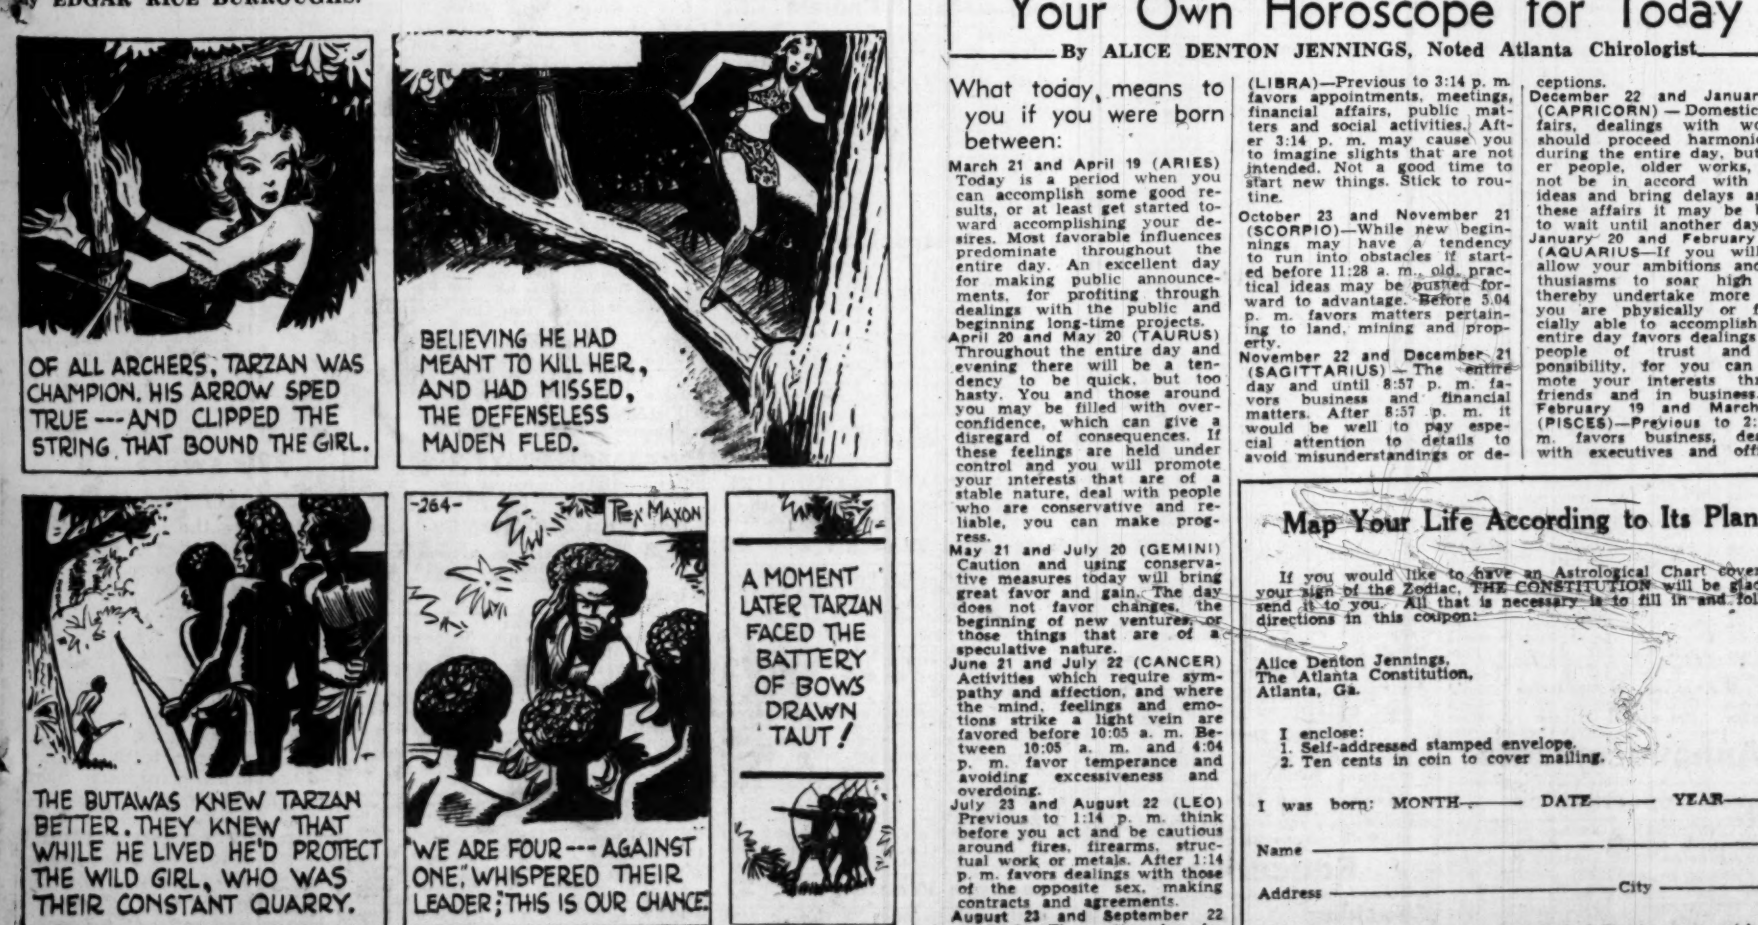 By EDGAR RICE BURROUGHS.
OF ALL ARCHERS, TARZAN WAS
CHAMPION. HIS ARROW SPED
TRUE---AND CLIPPED THE
STRING THAT BOUND THE GIRL.
BELIEVING HE HAD
MEANT TO KILL HER,
AND HAD MISSED,
THE DEFENSELESS
MAIDEN FLED.
THE BUTAWAS KNEW TARZAN
BETTER. THEY KNEW THAT
WHILE HE LIVED HE'D PROTECT
THE WILD GIRL, WHO WAS
THEIR CONSTANT QUARRY.
-264-
REX MAXON
"WE ARE FOUR---AGAINST
ONE," WHISPERED THEIR
LEADER; "THIS IS OUR CHANCE."
A MOMENT
LATER TARZAN
FACED THE
BATTERY
OF BOWS
DRAWN
TAUT!
Your Own Horoscope for Today
By ALICE DENTON JENNINGS, Noted Atlanta Chirologist
What today means to
you if you were born
between:
March 21 and April 19 (ARIES)
Today is a period when you
can accomplish some good re-
sults, or at least get started to-
ward accomplishing your de-
sires. Most favorable influences
predominate throughout the
entire day. An excellent day
for making public announce-
ments, for profiting through
dealings with the public and
beginning long-time projects.
April 20 and May 20 (TAURUS)
Throughout the entire day and
evening there will be a ten-
dency to be quick, but too
hasty. You and those around
you may be filled with over-
confidence, which can give a
disregard of consequences. If
these feelings are held under
control and you will promote
your interests that are of a
stable nature, deal with people
who are conservative and re-
liable, you can make prog-
ress.
May 21 and July 20 (GEMINI)
Caution and using conserva-
tive measures today will bring
great favor and gain. The day
does not favor changes, the
beginning of new ventures, or
those things that are of a
speculative nature.
June 21 and July 22 (CANCER)
Activities which require sym-
pathy and affection, and where
the mind, feelings and emo-
tions strike a light vein are
favored before 10:05 a. m. Be-
tween 10:05 a. m. and 4:04
p. m. favor temperance and
avoiding excessiveness and
overdoing.
July 23 and August 22 (LEO)
Previous to 1:14 p. m. think
before you act and be cautious
around fires, firearms, struc-
tual work or metals. After 1:14
p. m. favors dealings with those
of the opposite sex, making
contracts and agreements.
August 23 and September 22
(LIBRA)—Previous to 3:14 p. m.
favors appointments, meetings,
financial affairs, public mat-
ters and social activities. Aft-
er 3:14 p. m. may cause you
to imagine slights that are not
intended. Not a good time to
start new things. Stick to rou-
tine.
October 23 and November 21
(SCORPIO)—While new begin-
nings may have a tendency
to run into obstacles if start-
ed before 11:28 a. m., old, prac-
tical ideas may be pushed for-
ward to advantage. Before 5.04
p. m. favors matters pertain-
ing to land, mining and prop-
erty.
November 22 and December 21
(SAGITTARIUS)—The entire
day and until 8:57 p. m. fa-
vors business and financial
matters. After 8:57 p. m. it
would be well to pay espe-
cial attention to details to
avoid misunderstandings or de-
ceptions.
December 22 and Januar
(CAPRICORN) — Domestic
fairs, dealings with wo
should proceed harmonio
during the entire day, but
er people, older works,
not be in accord with
ideas and bring delays a
these affairs it may be
to wait until another day
January 20 and February
(AQUARIUS—If you will
allow your ambitions and
thusiasms to soar high
thereby undertake more
you are physically or f
cially able to accomplish
entire day favors dealings
people of trust and
ponsibility, for you can
mote your interests thr
friends and in business.
February 19 and March
(PISCES)—Previous to 2:
m. favors business, dea
with executives and offi
Map Your Life According to Its Plan
If you would like to have an Astrological Chart cover
your sign of the Zodiac, THE CONSTITUTION will be glad
send it to you. All that is necessary is to fill in and fol
directions in this coupon:
Alice Denton Jennings,
The Atlanta Constitution,
Atlanta, Ga.
I enclose:
1. Self-addressed stamped envelope.
2. Ten cents in coin to cover mailing.
I was born: MONTH DATE YEAR
Name
Address City